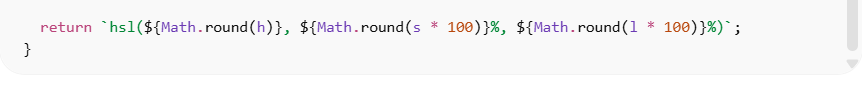 return `hsl(${Math.round(h)}, ${Math.round(s * 100)}%, ${Math.round(l * 100)}%)`;
}